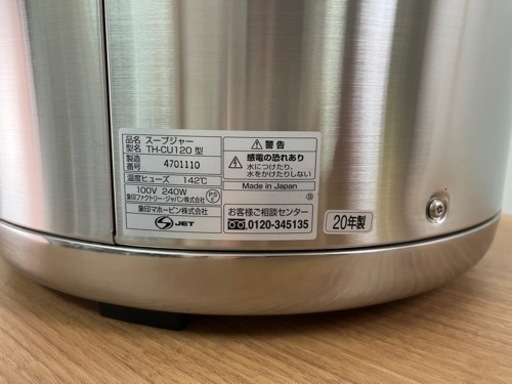 品名 スープジャー
型名 TH-CU120 型
製造番号 4701110
温度ヒューズ 142℃
100V 240W
象印ファクトリー・ジャパン株式会社
PSE
象印マホービン株式会社
S JET
警告
感電の恐れあり
水につけたり、
水をかけたりしない
Made in Japan
お客様ご相談センター
0120-345135
20年製